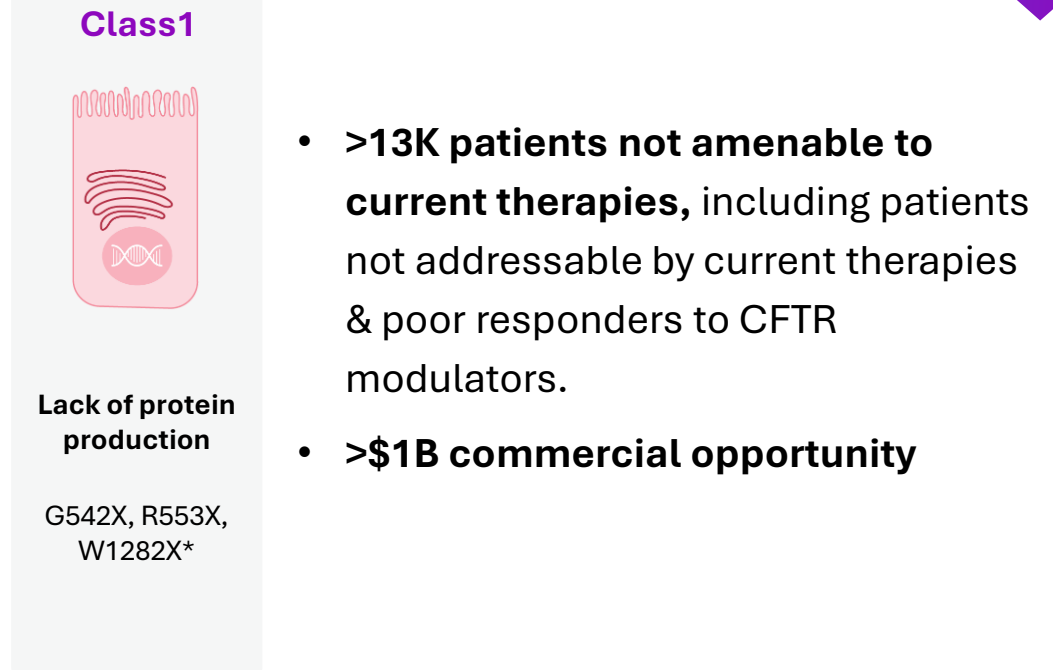 Class1
Lack of protein
production
G542X, R553X,
W1282X*
• >13K patients not amenable to
current therapies, including patients
not addressable by current therapies
& poor responders to CFTR
modulators.
• >$1B commercial opportunity